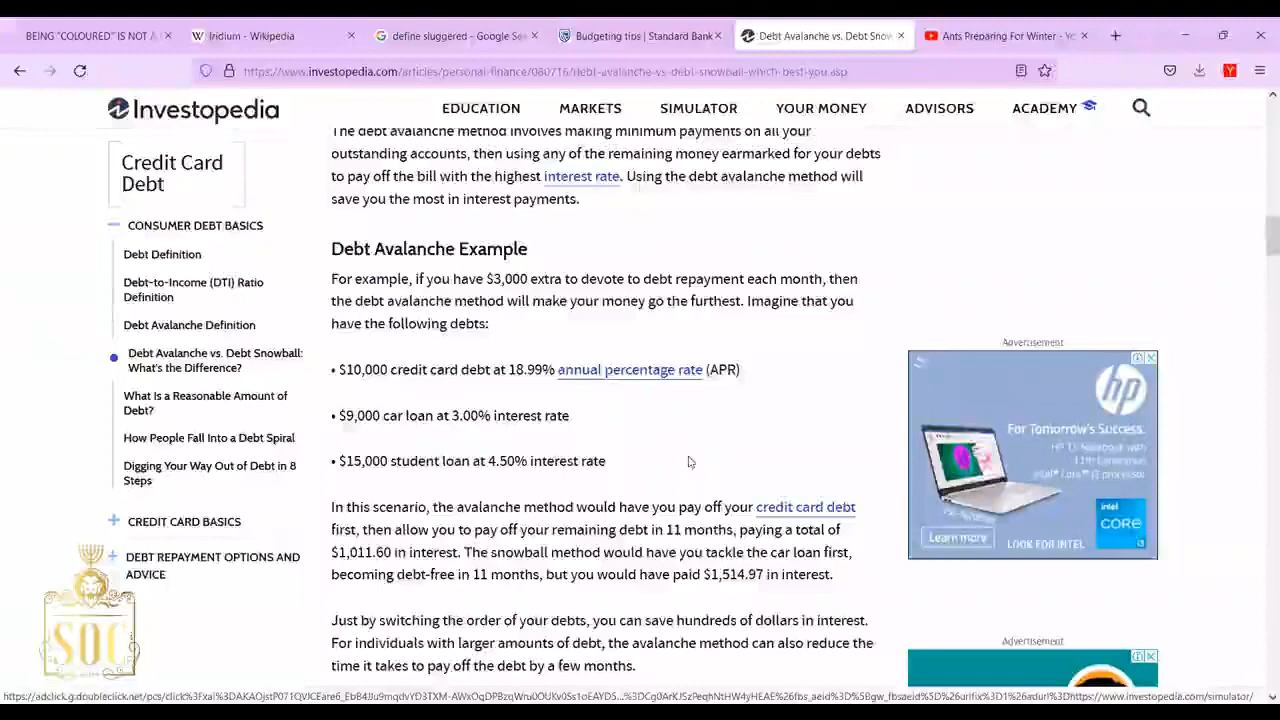 BEING "COLOURED" IS NOT A
Iridium - Wikipedia
define sluggered - Google Se
Budgeting tips | Standard Bank
Debt Avalanche vs. Debt Snow
Ants Preparing For Winter - Yo
https://www.investopedia.com/articles/personal-finance/080716/debt-avalanche-vs-debt-snowball-which-best-you.asp
Investopedia
EDUCATION
MARKETS
SIMULATOR
YOUR MONEY
ADVISORS
ACADEMY
Credit Card
Debt
CONSUMER DEBT BASICS
Debt Definition
Debt-to-Income (DTI) Ratio
Definition
Debt Avalanche Definition
Debt Avalanche vs. Debt Snowball:
What's the Difference?
What Is a Reasonable Amount of
Debt?
How People Fall Into a Debt Spiral
Digging Your Way Out of Debt in 8
Steps
CREDIT CARD BASICS
DEBT REPAYMENT OPTIONS AND
ADVICE
SOC
The debt avalanche method involves making minimum payments on all your
outstanding accounts, then using any of the remaining money earmarked for your debts
to pay off the bill with the highest interest rate. Using the debt avalanche method will
save you the most in interest payments.
Debt Avalanche Example
For example, if you have $3,000 extra to devote to debt repayment each month, then
the debt avalanche method will make your money go the furthest. Imagine that you
have the following debts:
• $10,000 credit card debt at 18.99% annual percentage rate (APR)
• $9,000 car loan at 3.00% interest rate
• $15,000 student loan at 4.50% interest rate
In this scenario, the avalanche method would have you pay off your credit card debt
first, then allow you to pay off your remaining debt in 11 months, paying a total of
$1,011.60 in interest. The snowball method would have you tackle the car loan first,
becoming debt-free in 11 months, but you would have paid $1,514.97 in interest.
Just by switching the order of your debts, you can save hundreds of dollars in interest.
For individuals with larger amounts of debt, the avalanche method can also reduce the
time it takes to pay off the debt by a few months.
Advertisement
hp
For Tomorrow's Success.
11th Generation
Learn more
intel
CORE
LOOK FOR INTEL
Advertisement